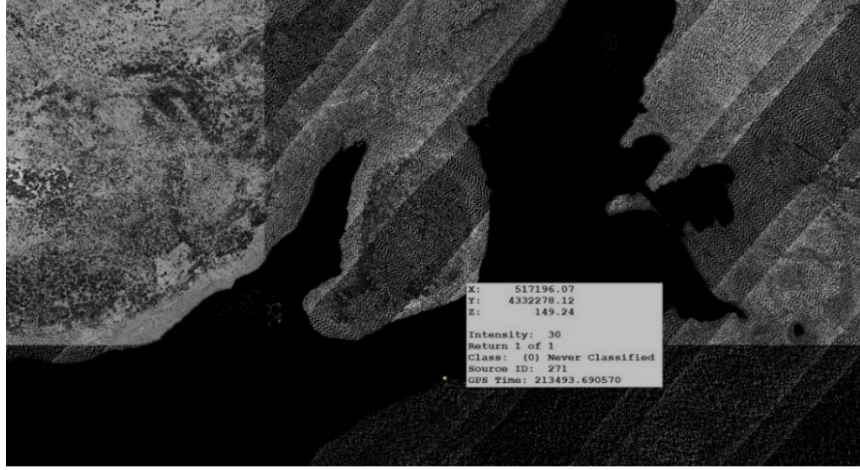 X: 517196.07
Y: 4332278.12
Z: 149.24
Intensity: 30
Return 1 of 1
Class: (0) Never Classified
Source ID: 271
GPS Time: 213493.690570